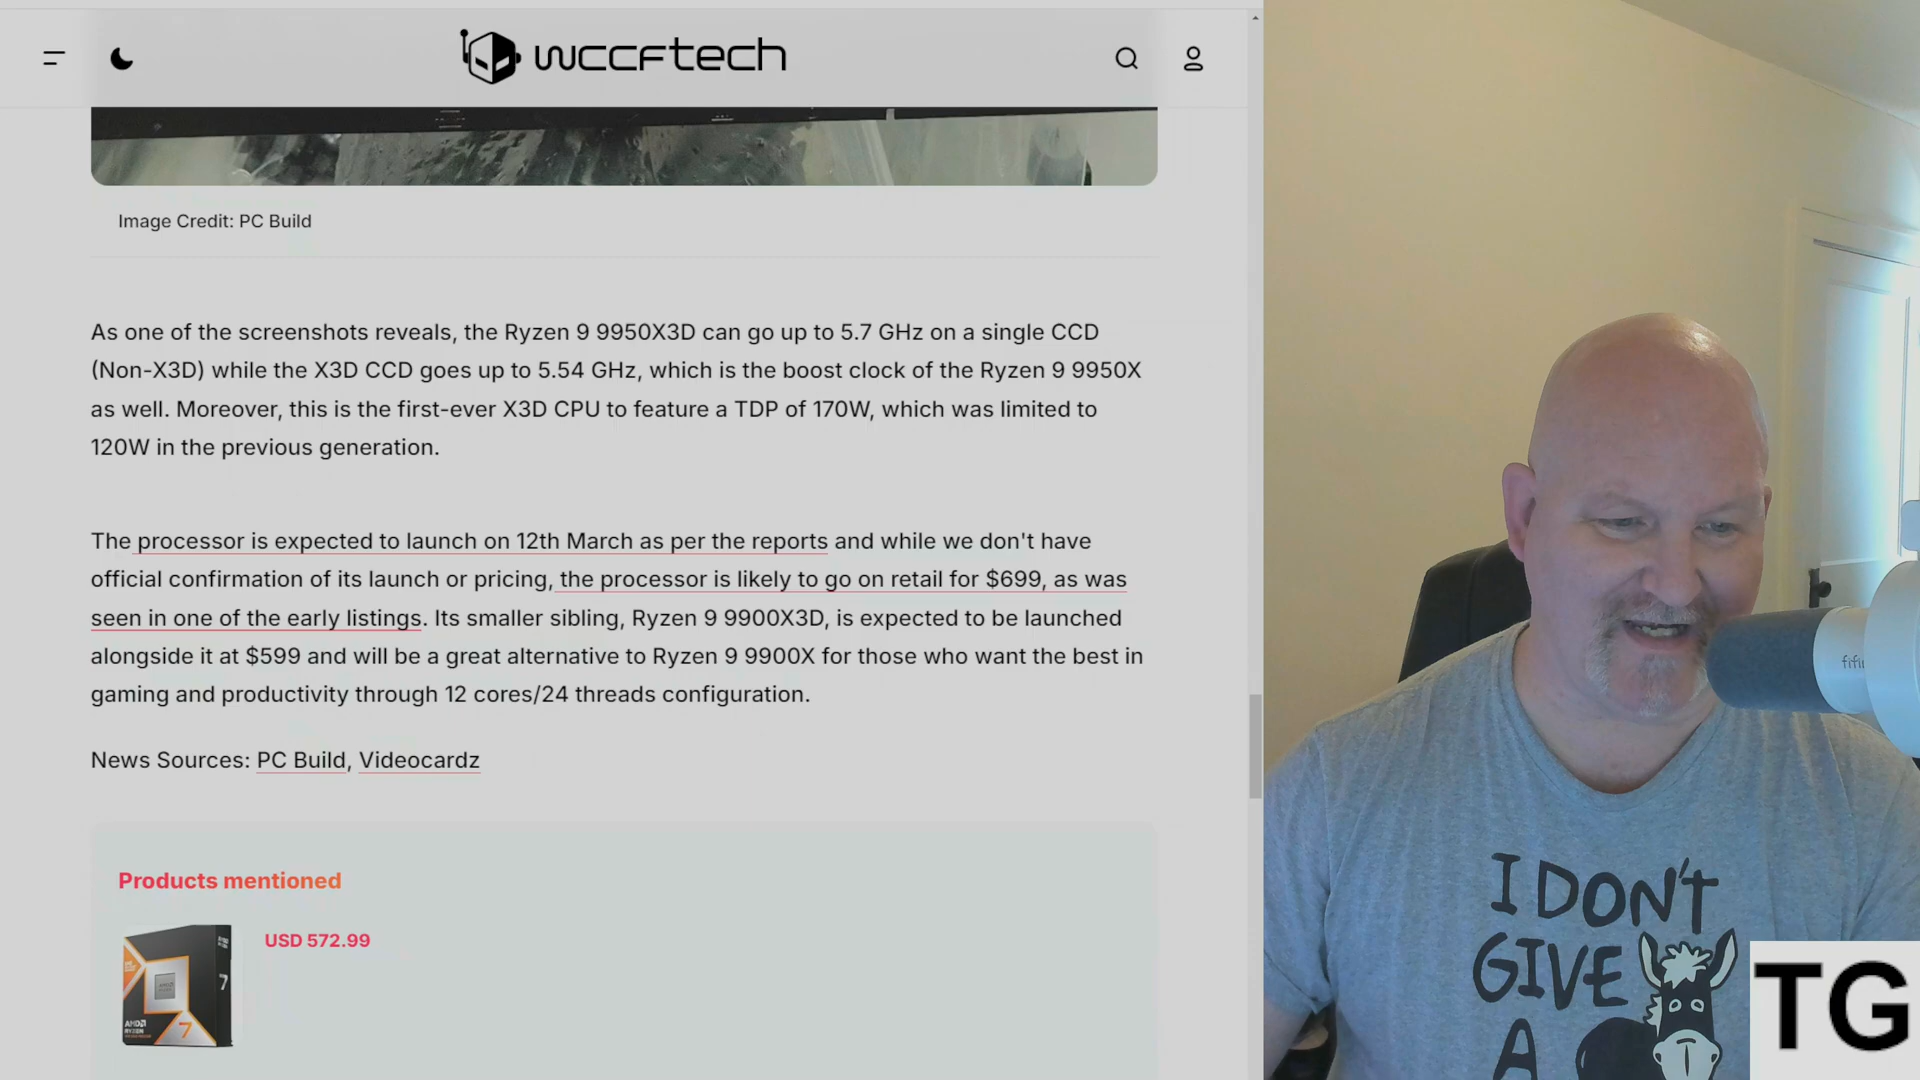 wccftech
Image Credit: PC Build
As one of the screenshots reveals, the Ryzen 9 9950X3D can go up to 5.7 GHz on a single CCD
(Non-X3D) while the X3D CCD goes up to 5.54 GHz, which is the boost clock of the Ryzen 9 9950X
as well. Moreover, this is the first-ever X3D CPU to feature a TDP of 170W, which was limited to
120W in the previous generation.
The processor is expected to launch on 12th March as per the reports and while we don't have
official confirmation of its launch or pricing, the processor is likely to go on retail for $699, as was
seen in one of the early listings. Its smaller sibling, Ryzen 9 9900X3D, is expected to be launched
alongside it at $599 and will be a great alternative to Ryzen 9 9900X for those who want the best in
gaming and productivity through 12 cores/24 threads configuration.
News Sources: PC Build, Videocardz
Products mentioned
USD 572.99
7
AMD
RYZEN
7
fifi
I DON'T
GIVE
A
TG